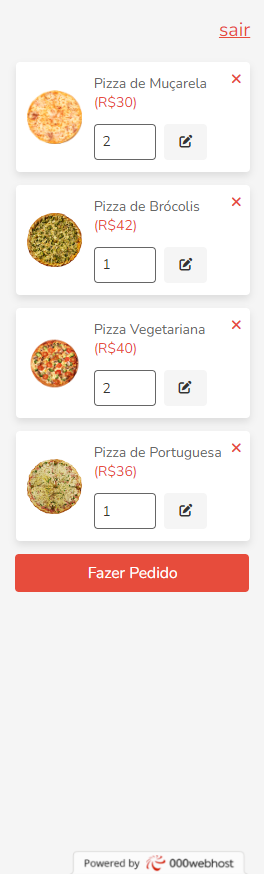 sair
Pizza de Muçarela
(R$30)
2
Pizza de Brócolis
(R$42)
1
Pizza Vegetariana
(R$40)
2
Pizza de Portuguesa
(R$36)
1
Fazer Pedido
Powered by 000webhost